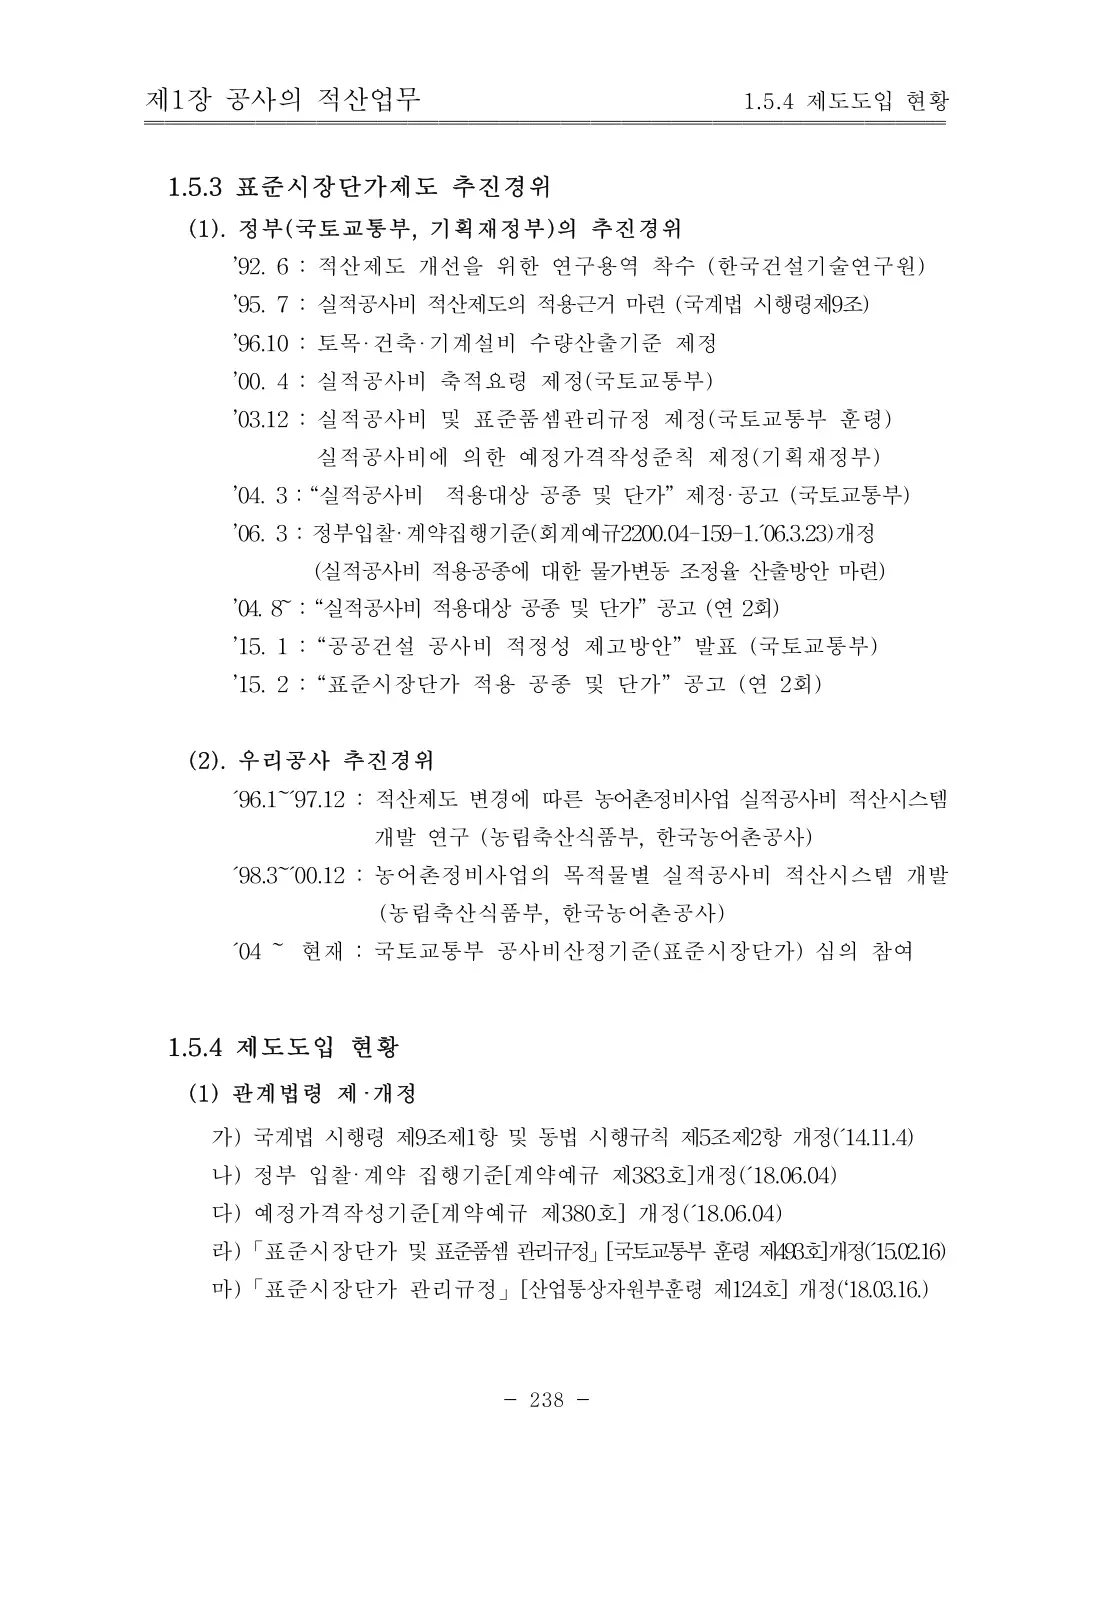 제1장 공사의 적산업무 1.5.4 제도도입 현황
1.5.3 표준시장단가제도 추진경위
(1). 정부(국토교통부, 기획재정부)의 추진경위
’92. 6 : 적산제도 개선을 위한 연구용역 착수 (한국건설기술연구원)
’95. 7 : 실적공사비 적산제도의 적용근거 마련 (국계법 시행령제9조)
’96.10 : 토목·건축·기계설비 수량산출기준 제정
’00. 4 : 실적공사비 축적요령 제정(국토교통부)
’03.12 : 실적공사비 및 표준품셈관리규정 제정(국토교통부 훈령)
실적공사비에 의한 예정가격작성준칙 제정(기획재정부)
’04. 3 : “실적공사비 적용대상 공종 및 단가” 제정·공고 (국토교통부)
’06. 3 : 정부입찰·계약집행기준(회계예규2200.04-159-1.´06.3.23)개정
(실적공사비 적용공종에 대한 물가변동 조정율 산출방안 마련)
’04. 8~ : “실적공사비 적용대상 공종 및 단가” 공고 (연 2회)
’15. 1 : “공공건설 공사비 적정성 제고방안” 발표 (국토교통부)
’15. 2 : “표준시장단가 적용 공종 및 단가” 공고 (연 2회)
(2). 우리공사 추진경위
´96.1~´97.12 : 적산제도 변경에 따른 농어촌정비사업 실적공사비 적산시스템
개발 연구 (농림축산식품부, 한국농어촌공사)
´98.3~´00.12 : 농어촌정비사업의 목적물별 실적공사비 적산시스템 개발
(농림축산식품부, 한국농어촌공사)
´04 ~ 현재 : 국토교통부 공사비산정기준(표준시장단가) 심의 참여
1.5.4 제도도입 현황
(1) 관계법령 제·개정
가) 국계법 시행령 제9조제1항 및 동법 시행규칙 제5조제2항 개정(´14.11.4)
나) 정부 입찰·계약 집행기준[계약예규 제383호]개정(´18.06.04)
다) 예정가격작성기준[계약예규 제380호] 개정(´18.06.04)
라)「표준시장단가 및 표준품셈 관리규정」[국토교통부 훈령 제493호]개정(´15.02.16)
마)「표준시장단가 관리규정」[산업통상자원부훈령 제124호] 개정(‘18.03.16.)
- 238 -